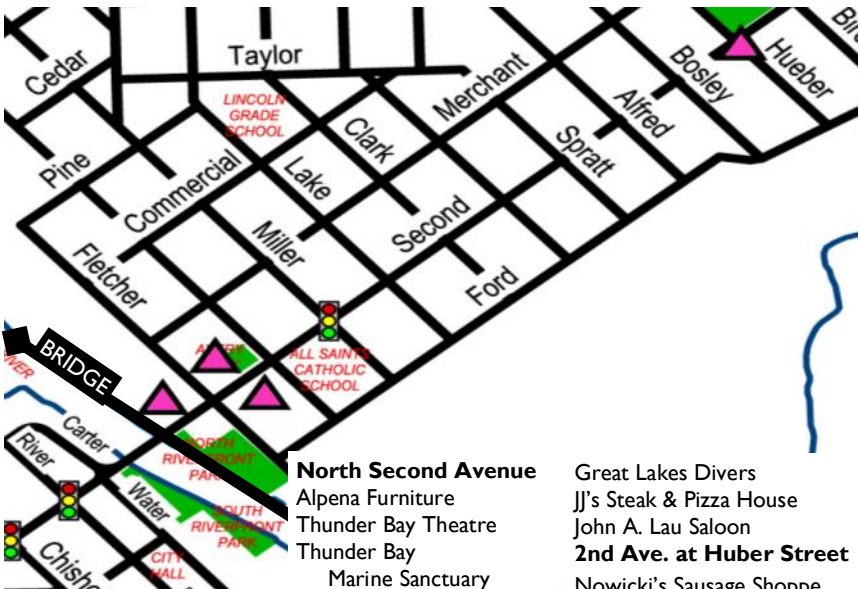 Taylor
Cedar
LINCOLN
GRADE
SCHOOL
Merchant
Bosley
Hueber
Clark
Alfred
Pine
Commercial
Lake
Spratt
Miller
Second
Fletcher
Ford
BRIDGE
ALL SAINTS
CATHOLIC
SCHOOL
Carter
River
NORTH
RIVERFRONT
PARK
Water
SOUTH
RIVERFRONT
PARK
CITY
HALL
North Second Avenue
Alpena Furniture
Thunder Bay Theatre
Thunder Bay
Marine Sanctuary
Great Lakes Divers
JJ's Steak & Pizza House
John A. Lau Saloon
2nd Ave. at Huber Street
Nowicki's Sausage Shoppe